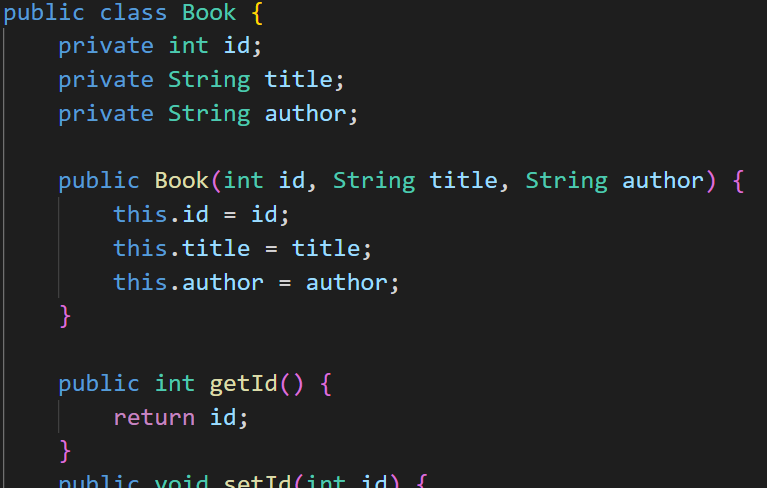 public class Book {
    private int id;
    private String title;
    private String author;

    public Book(int id, String title, String author) {
        this.id = id;
        this.title = title;
        this.author = author;
    }

    public int getId() {
        return id;
    }
    public void setId(int id) {